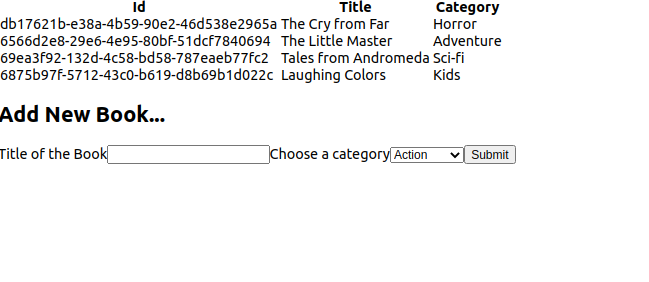 Id Title Category
db17621b-e38a-4b59-90e2-46d538e2965a The Cry from Far Horror
6566d2e8-29e6-4e95-80bf-51dcf7840694 The Little Master Adventure
69ea3f92-132d-4c58-bd58-787eaeb77fc2 Tales from Andromeda Sci-fi
6875b97f-5712-43c0-b619-d8b69b1d022c Laughing Colors Kids
Add New Book...
Title of the Book Choose a category Action Submit